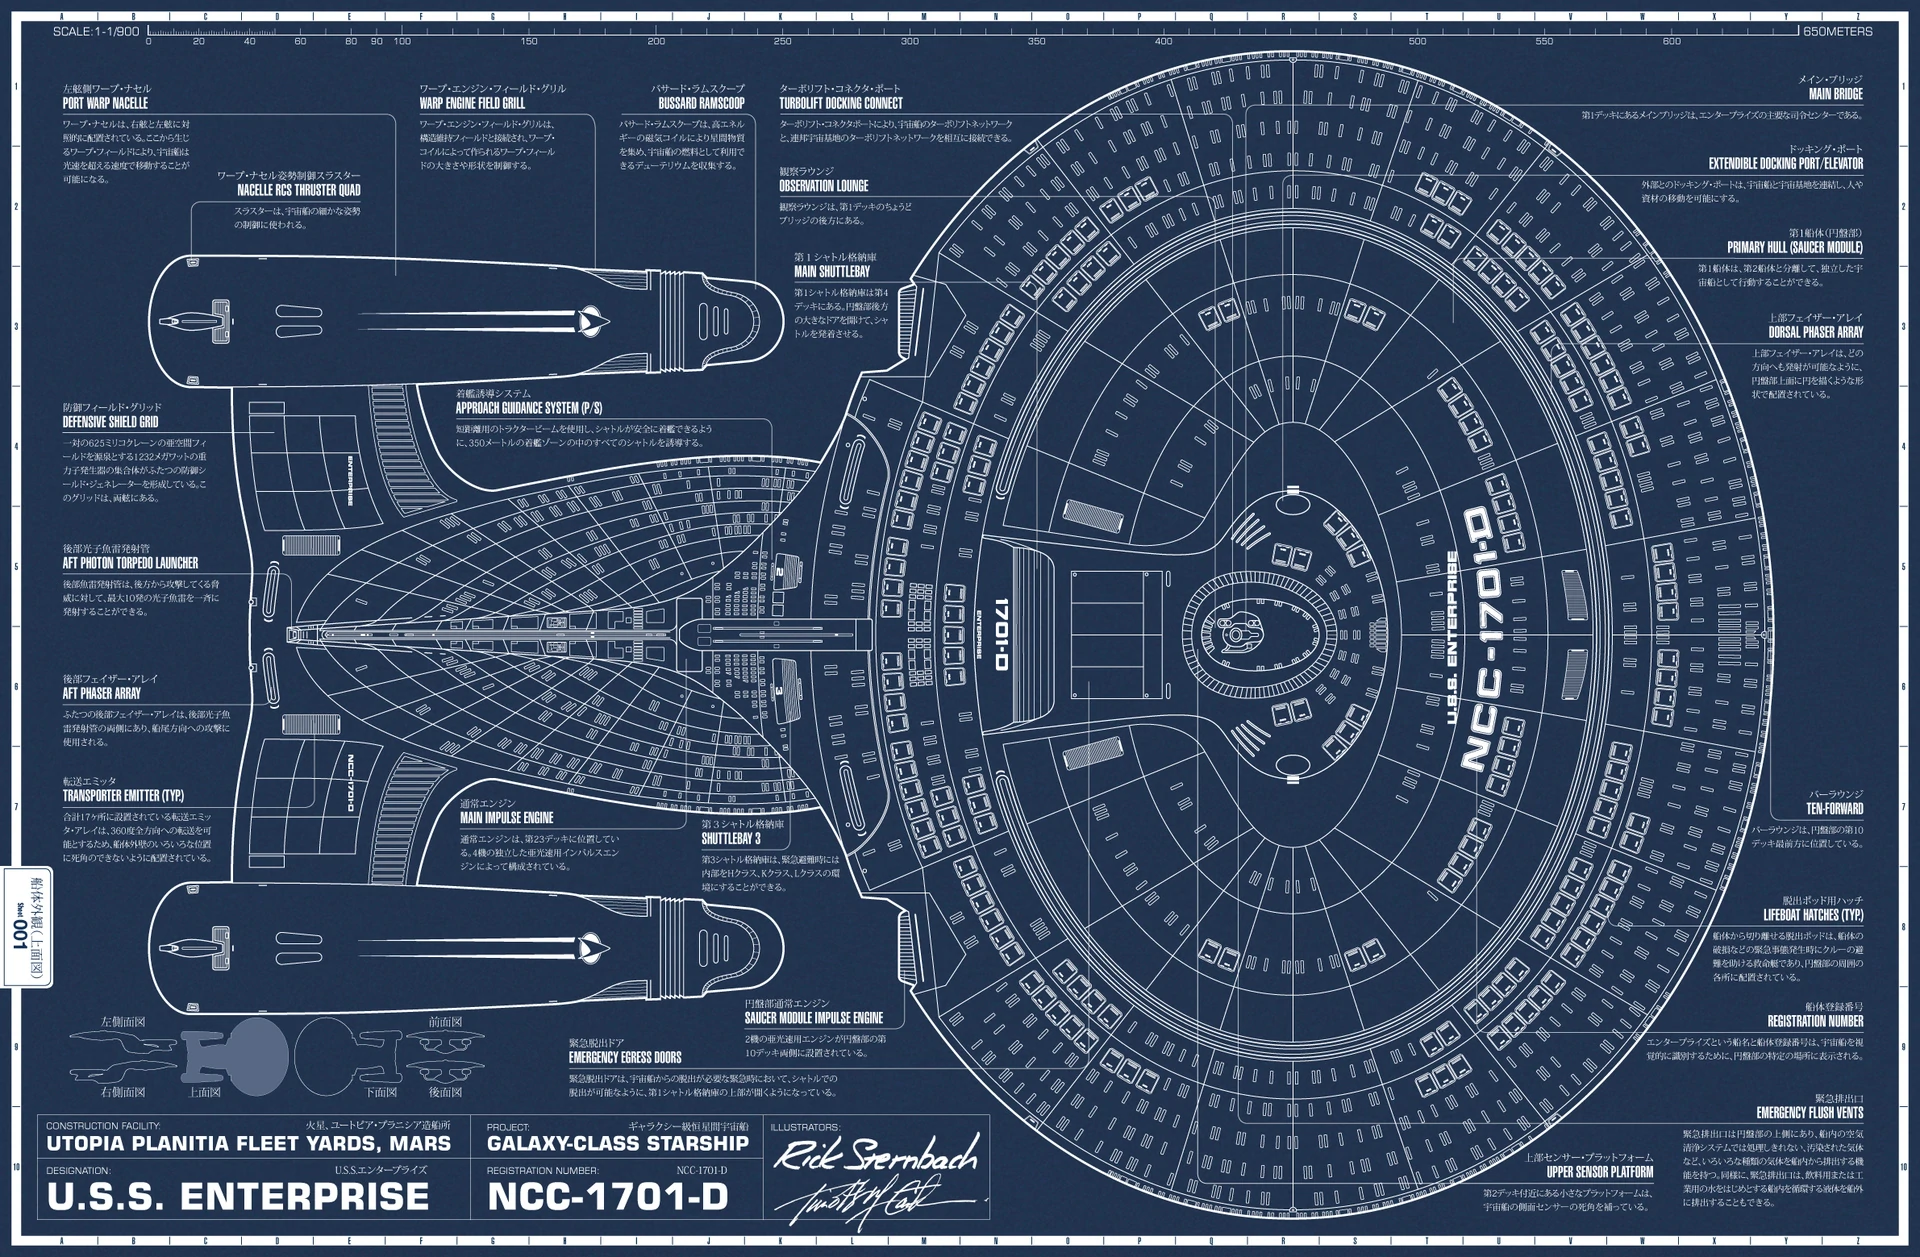 SCALE:1-1/900
0 20 40 60 80 90 100 150 200 250 300 350 400 500 550 600
650METERS
左舷側ワープ・ナセル
PORT WARP NACELLE
ワープ・ナセルは、右舷と左舷に対
照的に配置されている。ここから生じ
るワープ・フィールドにより、宇宙船は
光速を超える速度で移動することが
可能になる。
ワープ・ナセル姿勢制御スラスター
NACELLE RCS THRUSTER QUAD
スラスターは、宇宙船の細かな姿勢
の制御に使われる。
ワープ・エンジン・フィールド・グリル
WARP ENGINE FIELD GRILL
ワープ・エンジン・フィールド・グリルは、
構造維持フィールドと接続され、ワープ・
コイルによって作られるワープ・フィール
ドの大きさや形状を制御する。
バサード・ラムスクープ
BUSSARD RAMSCOOP
バサード・ラムスクープは、高エネル
ギーの磁気コイルにより星間物質
を集め、宇宙船の燃料として利用で
きるデューテリウムを収集する。
ターボリフト・コネクタ・ポート
TURBOLIFT DOCKING CONNECT
ターボリフト・コネクタポートにより、宇宙船のターボリフトネットワーク
と、連邦宇宙基地のターボリフトネットワークを相互に接続できる。
観察ラウンジ
OBSERVATION LOUNGE
観察ラウンジは、第1デッキのちょうど
ブリッジの後方にある。
第1シャトル格納庫
MAIN SHUTTLEBAY
第1シャトル格納庫は第4
デッキにある。円盤部後方
の大きなドアを開けて、シャ
トルを発着させる。
メイン・ブリッジ
MAIN BRIDGE
第1デッキにあるメインブリッジは、エンタープライズの主要な司令センターである。
ドッキング・ポート
EXTENDIBLE DOCKING PORT/ELEVATOR
外部とのドッキング・ポートは、宇宙船と宇宙基地を連結し、人や
資材の移動を可能にする。
第1船体(円盤部)
PRIMARY HULL (SAUCER MODULE)
第1船体は、第2船体と分離して、独立した宇
宙船として行動することができる。
上部フェイザー・アレイ
DORSAL PHASER ARRAY
上部フェイザー・アレイは、どの
方向へも発射が可能なように、
円盤部上面に円を描くような形
状で配置されている。
防御フィールド・グリッド
DEFENSIVE SHIELD GRID
一対の625ミリコクレーンの亜空間フィ
ールドを源泉とする1232メガワットの重
力子発生器の集合体がふたつの防御シ
ールド・ジェネレーターを形成している。こ
のグリッドは、両舷にある。
着艦誘導システム
APPROACH GUIDANCE SYSTEM (P/S)
短距離用のトラクタービームを使用し、シャトルが安全に着艦できるよう
に、350メートルの着艦ゾーンの中のすべてのシャトルを誘導する。
後部光子魚雷発射管
AFT PHOTON TORPEDO LAUNCHER
後部魚雷発射管は、後方から攻撃してくる脅
威に対して、最大10発の光子魚雷を一斉に
発射することができる。
後部フェイザー・アレイ
AFT PHASER ARRAY
ふたつの後部フェイザー・アレイは、後部光子魚
雷発射管の両側にあり、船尾方向への攻撃に
使用される。
転送エミッタ
TRANSPORTER EMITTER (TYP.)
合計17ヶ所に設置されている転送エミッ
タ・アレイは、360度全方向への転送を可
能とするため、船体外壁のいろいろな位置
に死角のできないように配置されている。
ENTERPRISE
NCC-1701-D
2
3
1701-D
ENTERPRISE
U.S.S. ENTERPRISE
NCC-1701-D
通常エンジン
MAIN IMPULSE ENGINE
通常エンジンは、第23デッキに位置してい
る。4機の独立した亜光速用インパルスエン
ジンによって構成されている。
第3シャトル格納庫
SHUTTLEBAY 3
第3シャトル格納庫は、緊急避難時には
内部をHクラス、Kクラス、Lクラスの環
境にすることができる。
円盤部通常エンジン
SAUCER MODULE IMPULSE ENGINE
2機の亜光速用エンジンが円盤部の第
10デッキ両側に設置されている。
緊急脱出ドア
EMERGENCY EGRESS DOORS
緊急脱出ドアは、宇宙船からの脱出が必要な緊急時において、シャトルでの
脱出が可能なように、第1シャトル格納庫の上部が開くようになっている。
バーラウンジ
TEN-FORWARD
バーラウンジは、円盤部の第10
デッキ最前方に位置している。
脱出ポッド用ハッチ
LIFEBOAT HATCHES (TYP.)
船体から切り離せる脱出ポッドは、船体の
破損などの緊急事態発生時にクルーの避
難を助ける救命艇であり、円盤部の周囲の
各所に配置されている。
船体登録番号
REGISTRATION NUMBER
エンタープライズという船名と船体登録番号は、宇宙船を視
覚的に識別するために、円盤部の特定の場所に表示される。
緊急排出口
EMERGENCY FLUSH VENTS
緊急排出口は円盤部の上側にあり、船内の空気
清浄システムでは処理しきれない、汚染された気体
など、いろいろな種類の気体を船内から排出する機
能を持つ。同様に、緊急排出口は、飲料用または工
業用の水をはじめとする船内を循環する液体を船外
に排出することもできる。
上部センサー・プラットフォーム
UPPER SENSOR PLATFORM
第2デッキ付近にある小さなプラットフォームは、
宇宙船の側面センサーの死角を補っている。
船体外観(上面図)
Sheet 001
左側面図
前面図
右側面図
上面図
下面図
後面図
CONSTRUCTION FACILITY:
火星、ユートピア・プラニシア造船所
UTOPIA PLANITIA FLEET YARDS, MARS
PROJECT:
ギャラクシー級恒星間宇宙船
GALAXY-CLASS STARSHIP
DESIGNATION:
U.S.S.エンタープライズ
U.S.S. ENTERPRISE
REGISTRATION NUMBER:
NCC-1701-D
NCC-1701-D
ILLUSTRATORS:
Rick Sternbach
A B C D E F G H I J K L M N O P Q R S T U V W X Y Z
1 2 3 4 5 6 7 8 9 10